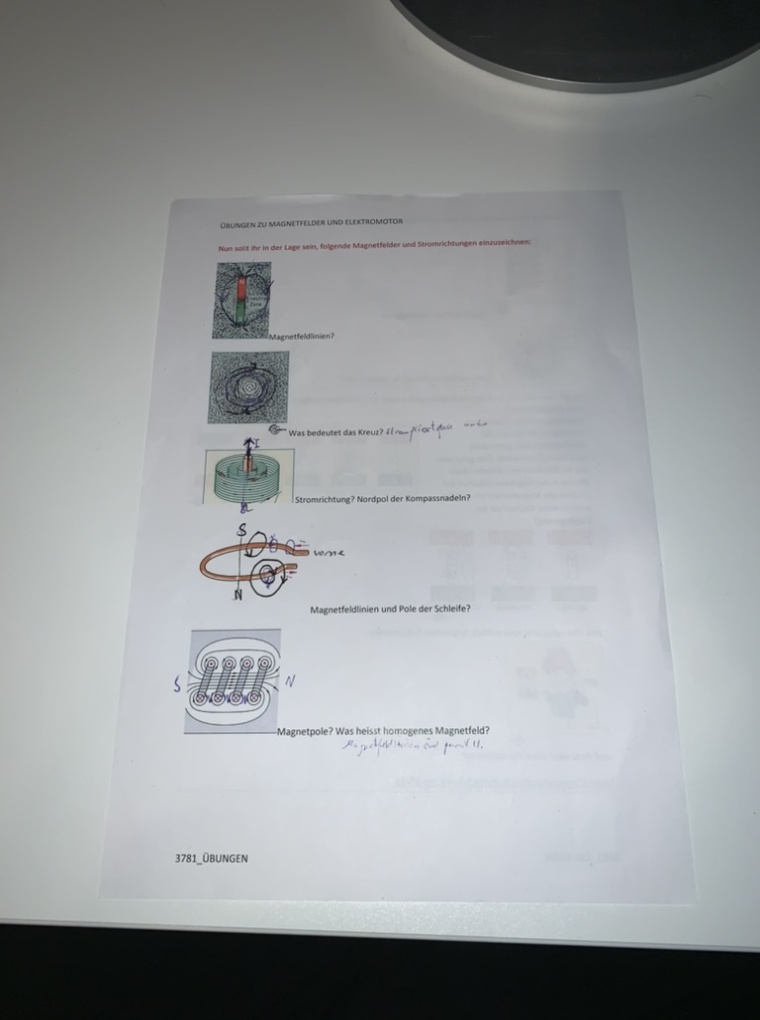 ÜBUNGEN ZU MAGNETFELDER UND ELEKTROMOTOR
Nun sollt ihr in der Lage sein, folgende Magnetfelder und Stromrichtungen einzuzeichnen:
Magnetfeldlinien?
Was bedeutet das Kreuz?
I
Stromrichtung? Nordpol der Kompassnadeln?
S
vorne
N
Magnetfeldlinien und Pole der Schleife?
S N
Magnetpole? Was heisst homogenes Magnetfeld?
Magnetfeldlinien sind
3781_ÜBUNGEN